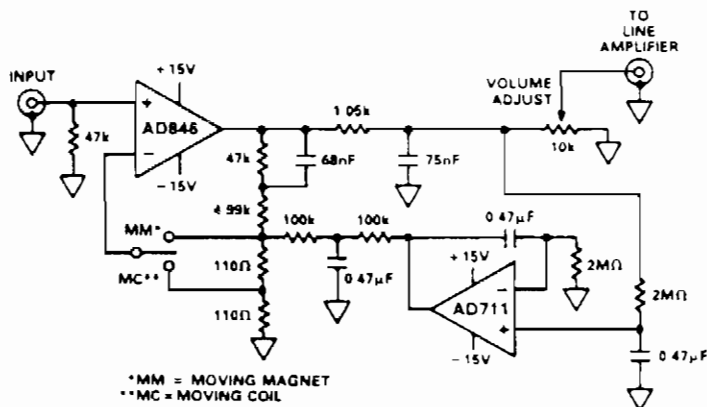 TO
LINE
AMPLIFIER
INPUT
+15V
VOLUME
ADJUST
1.05k
+
AD846
−
47k
−15V
47k
68nF
75nF
10k
4.99k
MM*
100k
100k
0.47µF
MC**
110Ω
0.47µF
+15V
2MΩ
2MΩ
−
AD711
+
110Ω
−15V
0.47µF
*MM = MOVING MAGNET
**MC = MOVING COIL